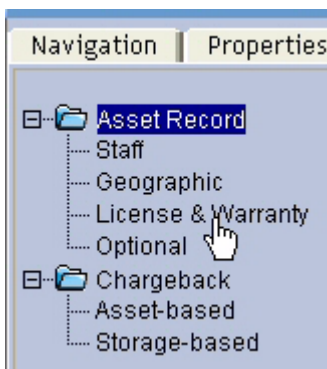 Navigation Properties
Asset Record
Staff
Geographic
License & Warranty
Optional
Chargeback
Asset-based
Storage-based